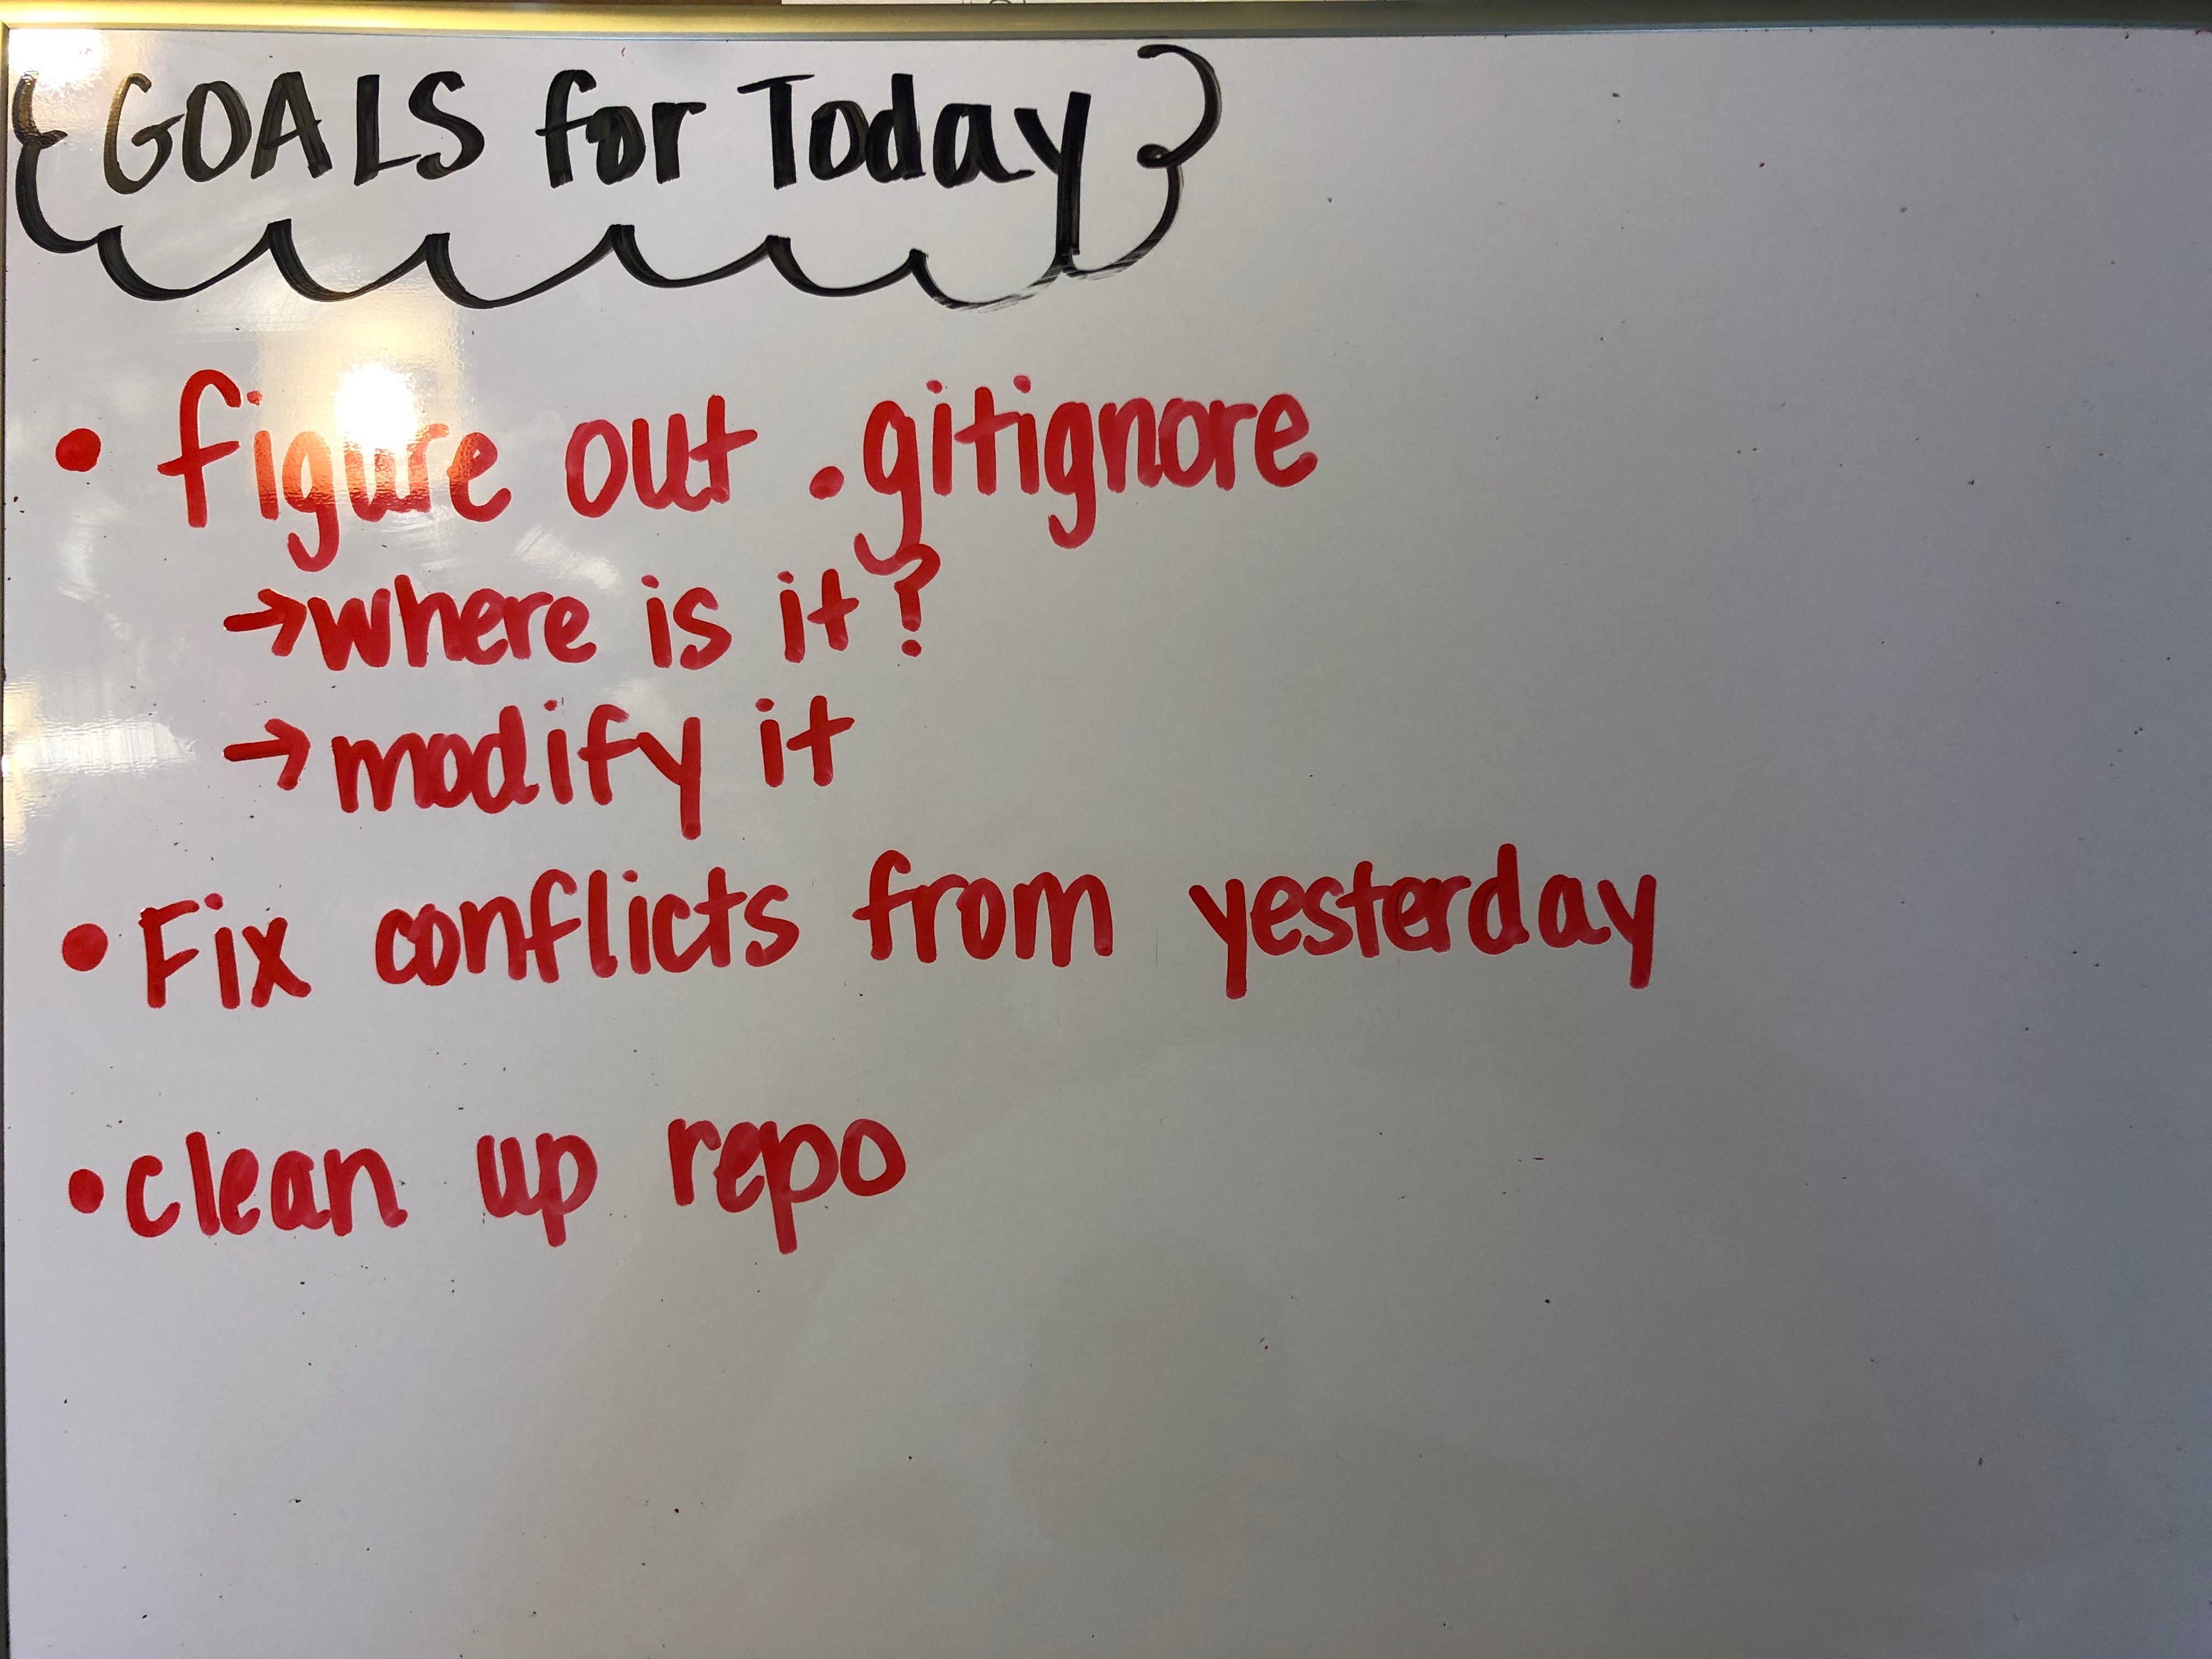 GOALS for Today
• figure out .gitignore
→ where is it?
→ modify it
• Fix conflicts from yesterday
• clean up repo